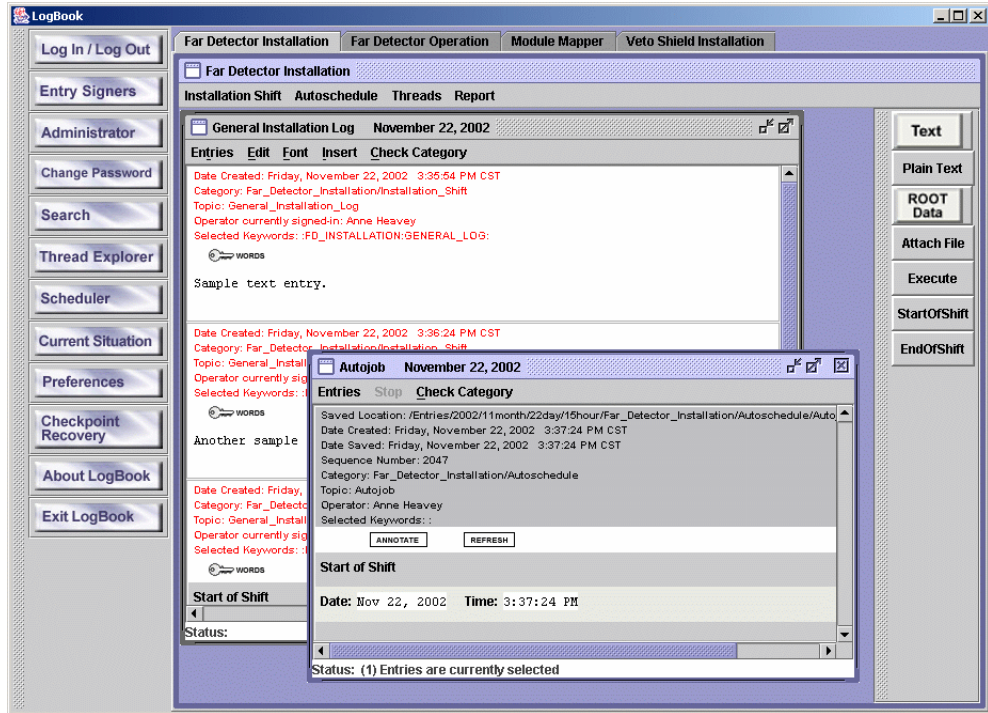 LogBook
Log In / Log Out
Entry Signers
Administrator
Change Password
Search
Thread Explorer
Scheduler
Current Situation
Preferences
Checkpoint
Recovery
About LogBook
Exit LogBook
Far Detector Installation
Far Detector Operation
Module Mapper
Veto Shield Installation
Far Detector Installation
Installation Shift Autoschedule Threads Report
General Installation Log November 22, 2002
Entries Edit Font Insert Check Category
Date Created: Friday, November 22, 2002 3:35:54 PM CST
Category: Far_Detector_Installation/Installation_Shift
Topic: General_Installation_Log
Operator currently signed-in: Anne Heavey
Selected Keywords: :FD_INSTALLATION:GENERAL_LOG:
WORDS
Sample text entry.
Date Created: Friday, November 22, 2002 3:36:24 PM CST
Category: Far_Detector_Installation/Installation_Shift
Topic: General_Install
Operator currently sig
Selected Keywords: :
WORDS
Another sample
Date Created: Friday,
Category: Far_Detecto
Topic: General_Install
Operator currently sig
Selected Keywords: :
WORDS
Start of Shift
Status:
Autojob November 22, 2002
Entries Stop Check Category
Saved Location: /Entries/2002/11month/22day/15hour/Far_Detector_Installation/Autoschedule/Auto
Date Created: Friday, November 22, 2002 3:37:24 PM CST
Date Saved: Friday, November 22, 2002 3:37:24 PM CST
Sequence Number: 2047
Category: Far_Detector_Installation/Autoschedule
Topic: Autojob
Operator: Anne Heavey
Selected Keywords: :
ANNOTATE REFRESH
Start of Shift
Date: Nov 22, 2002 Time: 3:37:24 PM
Status: (1) Entries are currently selected
Text
Plain Text
ROOT
Data
Attach File
Execute
StartOfShift
EndOfShift